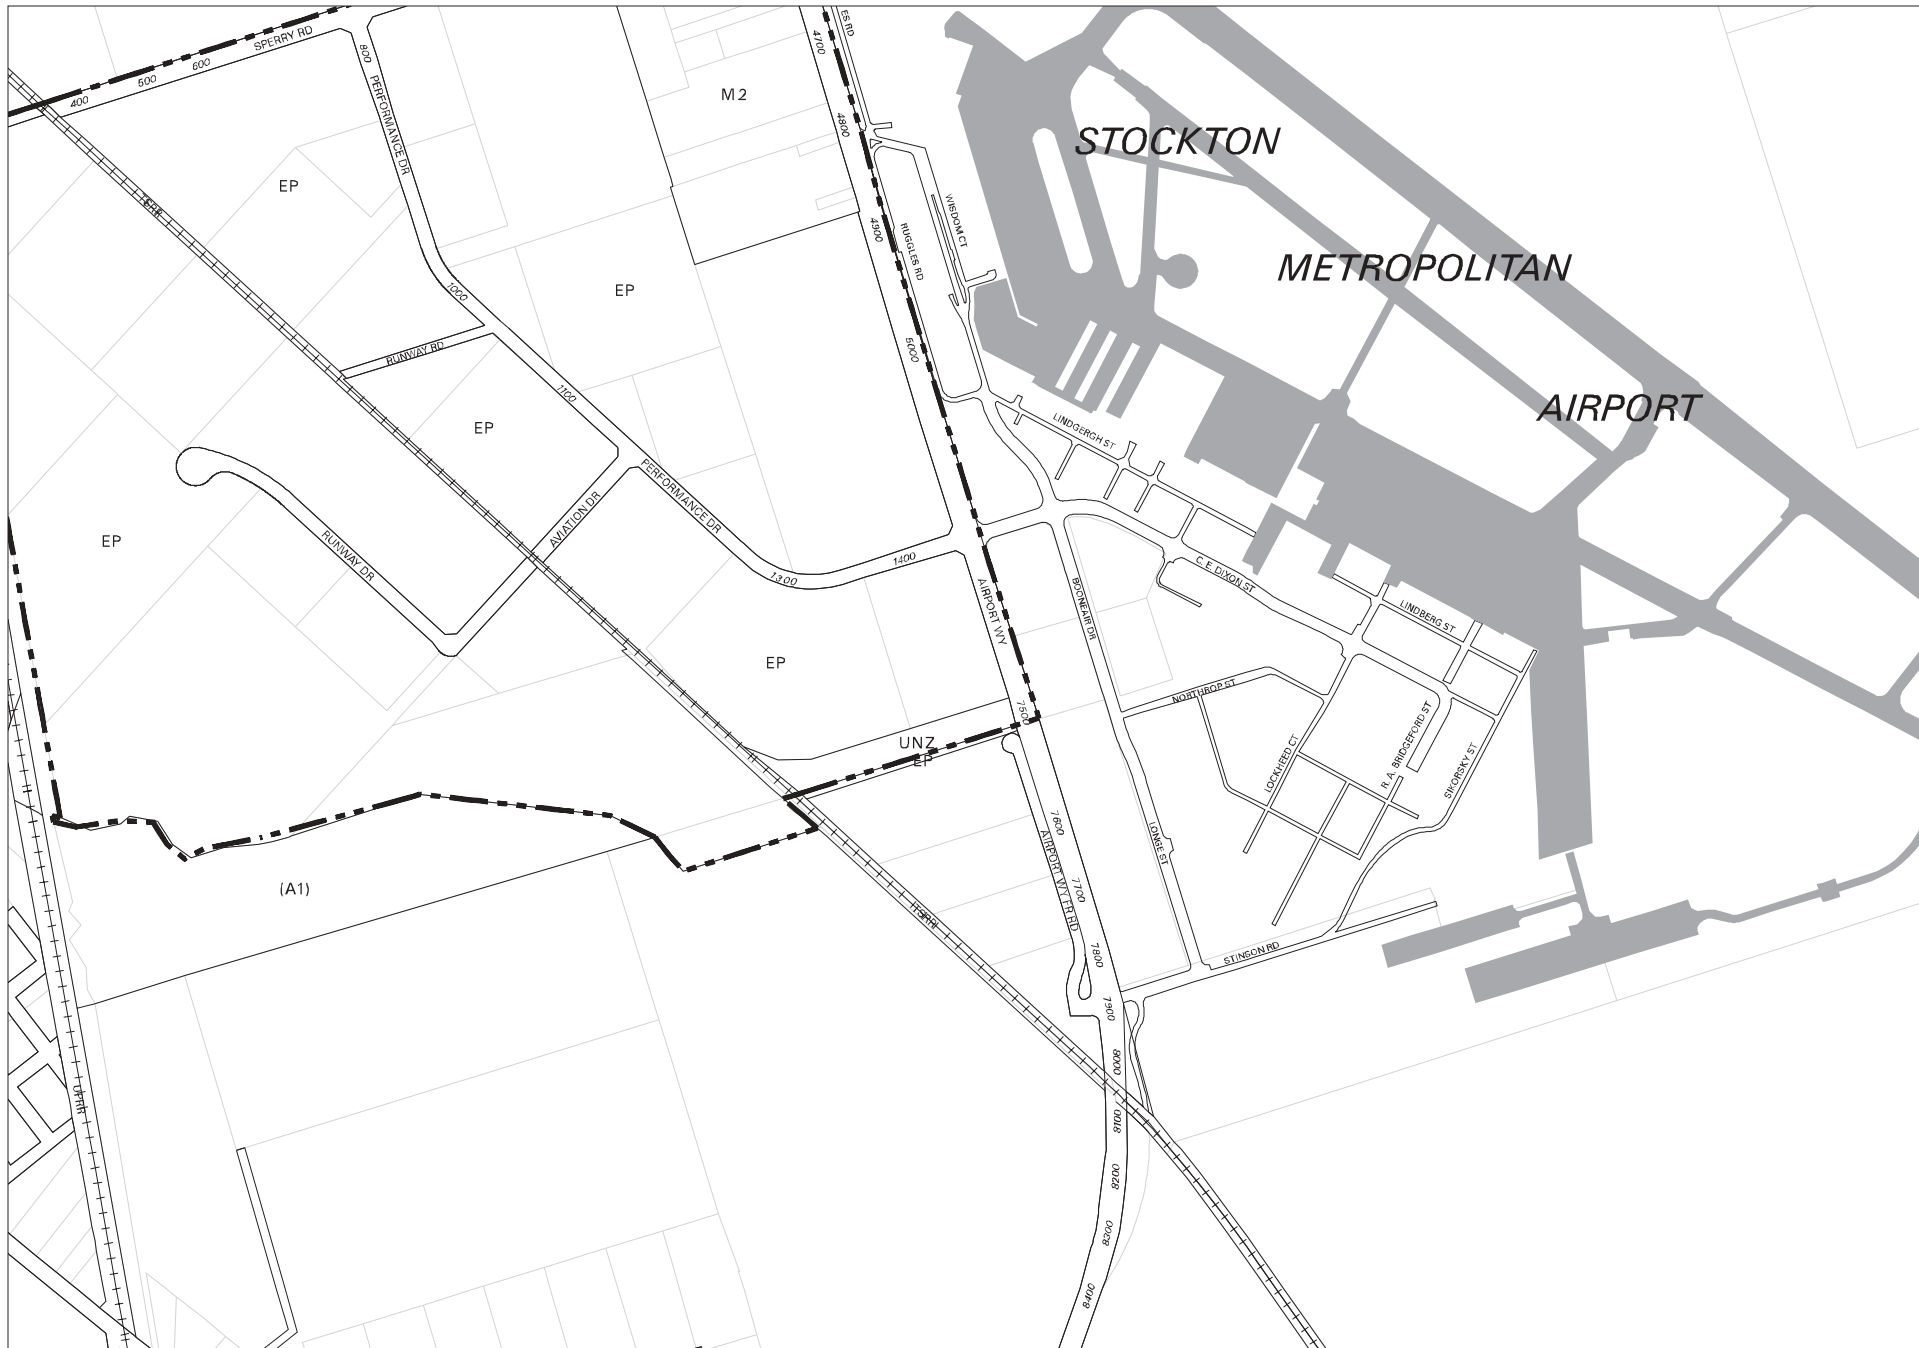 ES RD
SPERRY RD
400
500
600
800
PERFORMANCE DR
4700
M2
4800
STOCKTON
EP
4900
WISDOM CT
RUGGLES RD
METROPOLITAN
EP
1000
5000
RUNWAY RD
1100
AIRPORT
EP
LINDGERGH ST
PERFORMANCE DR
AVIATION DR
EP
RUNWAY DR
1300
1400
AIRPORT WY
BOONEAIR DR
C. E. DIXON ST
LINDBERG ST
EP
NORTHROP ST
7500
UNZ
EP
LOCKHEED CT
R. A. BRIDGEFORD ST
SIKORSKY ST
7600
AIRPORT WY FR RD
LONGE ST
(A1)
7700
7800
STINSON RD
7900
8000
UPRR
8100
8200
8300
8400